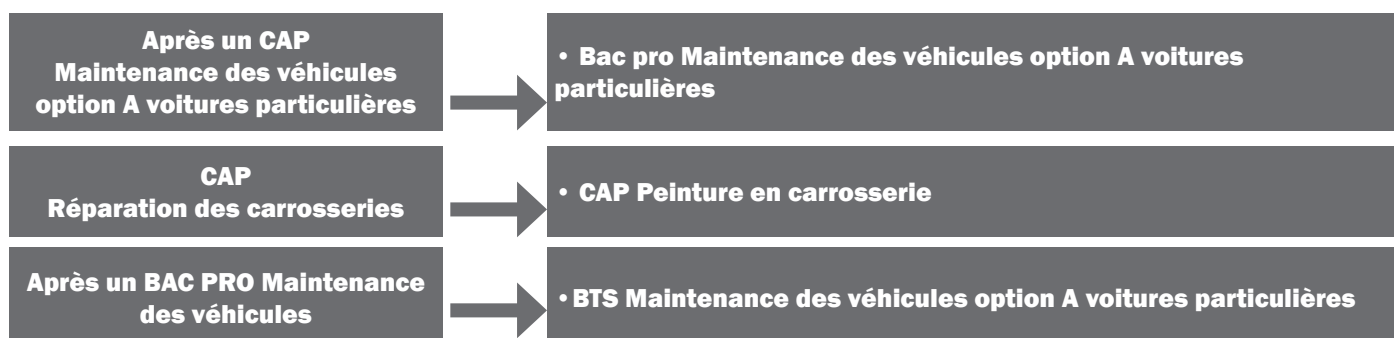 Après un CAP
Maintenance des véhicules
option A voitures particulières
• Bac pro Maintenance des véhicules option A voitures
particulières
CAP
Réparation des carrosseries
• CAP Peinture en carrosserie
Après un BAC PRO Maintenance
des véhicules
•BTS Maintenance des véhicules option A voitures particulières